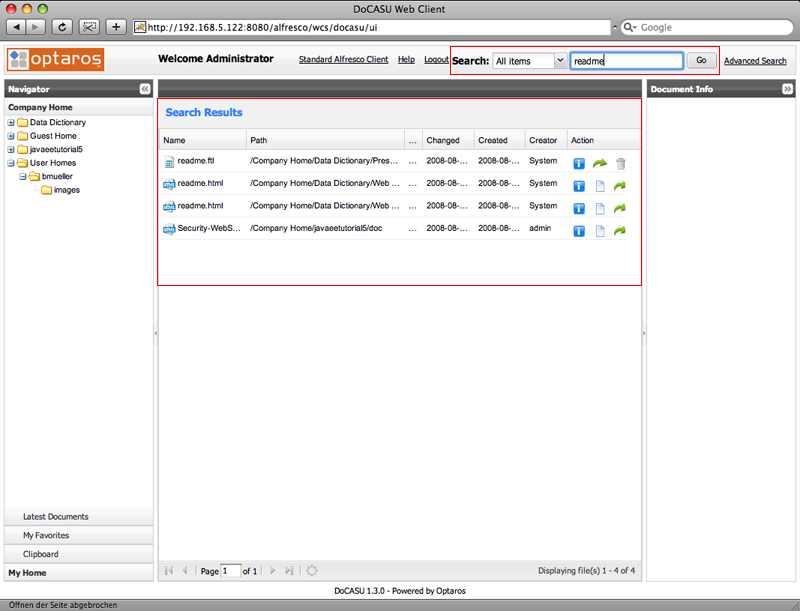 DoCASU Web Client
http://192.168.5.122:8080/alfresco/wcs/docasu/ui
Google
optaros
Welcome Administrator
Standard Alfresco Client Help Logout
Search: All items readme Go Advanced Search
Navigator
Company Home
Data Dictionary
Guest Home
javaeetutorial5
User Homes
bmueller
images
Latest Documents
My Favorites
Clipboard
My Home
Search Results
Name Path ... Changed Created Creator Action
readme.ftl /Company Home/Data Dictionary/Pres... ... 2008-08-... 2008-08-... System
readme.html /Company Home/Data Dictionary/Web ... ... 2008-08-... 2008-08-... System
readme.html /Company Home/Data Dictionary/Web ... ... 2008-08-... 2008-08-... System
Security-WebS... /Company Home/javaeetutorial5/doc ... 2008-08-... 2008-08-... admin
Page 1 of 1
Displaying file(s) 1 - 4 of 4
Document Info
DoCASU 1.3.0 - Powered by Optaros
Öffnen der Seite abgebrochen